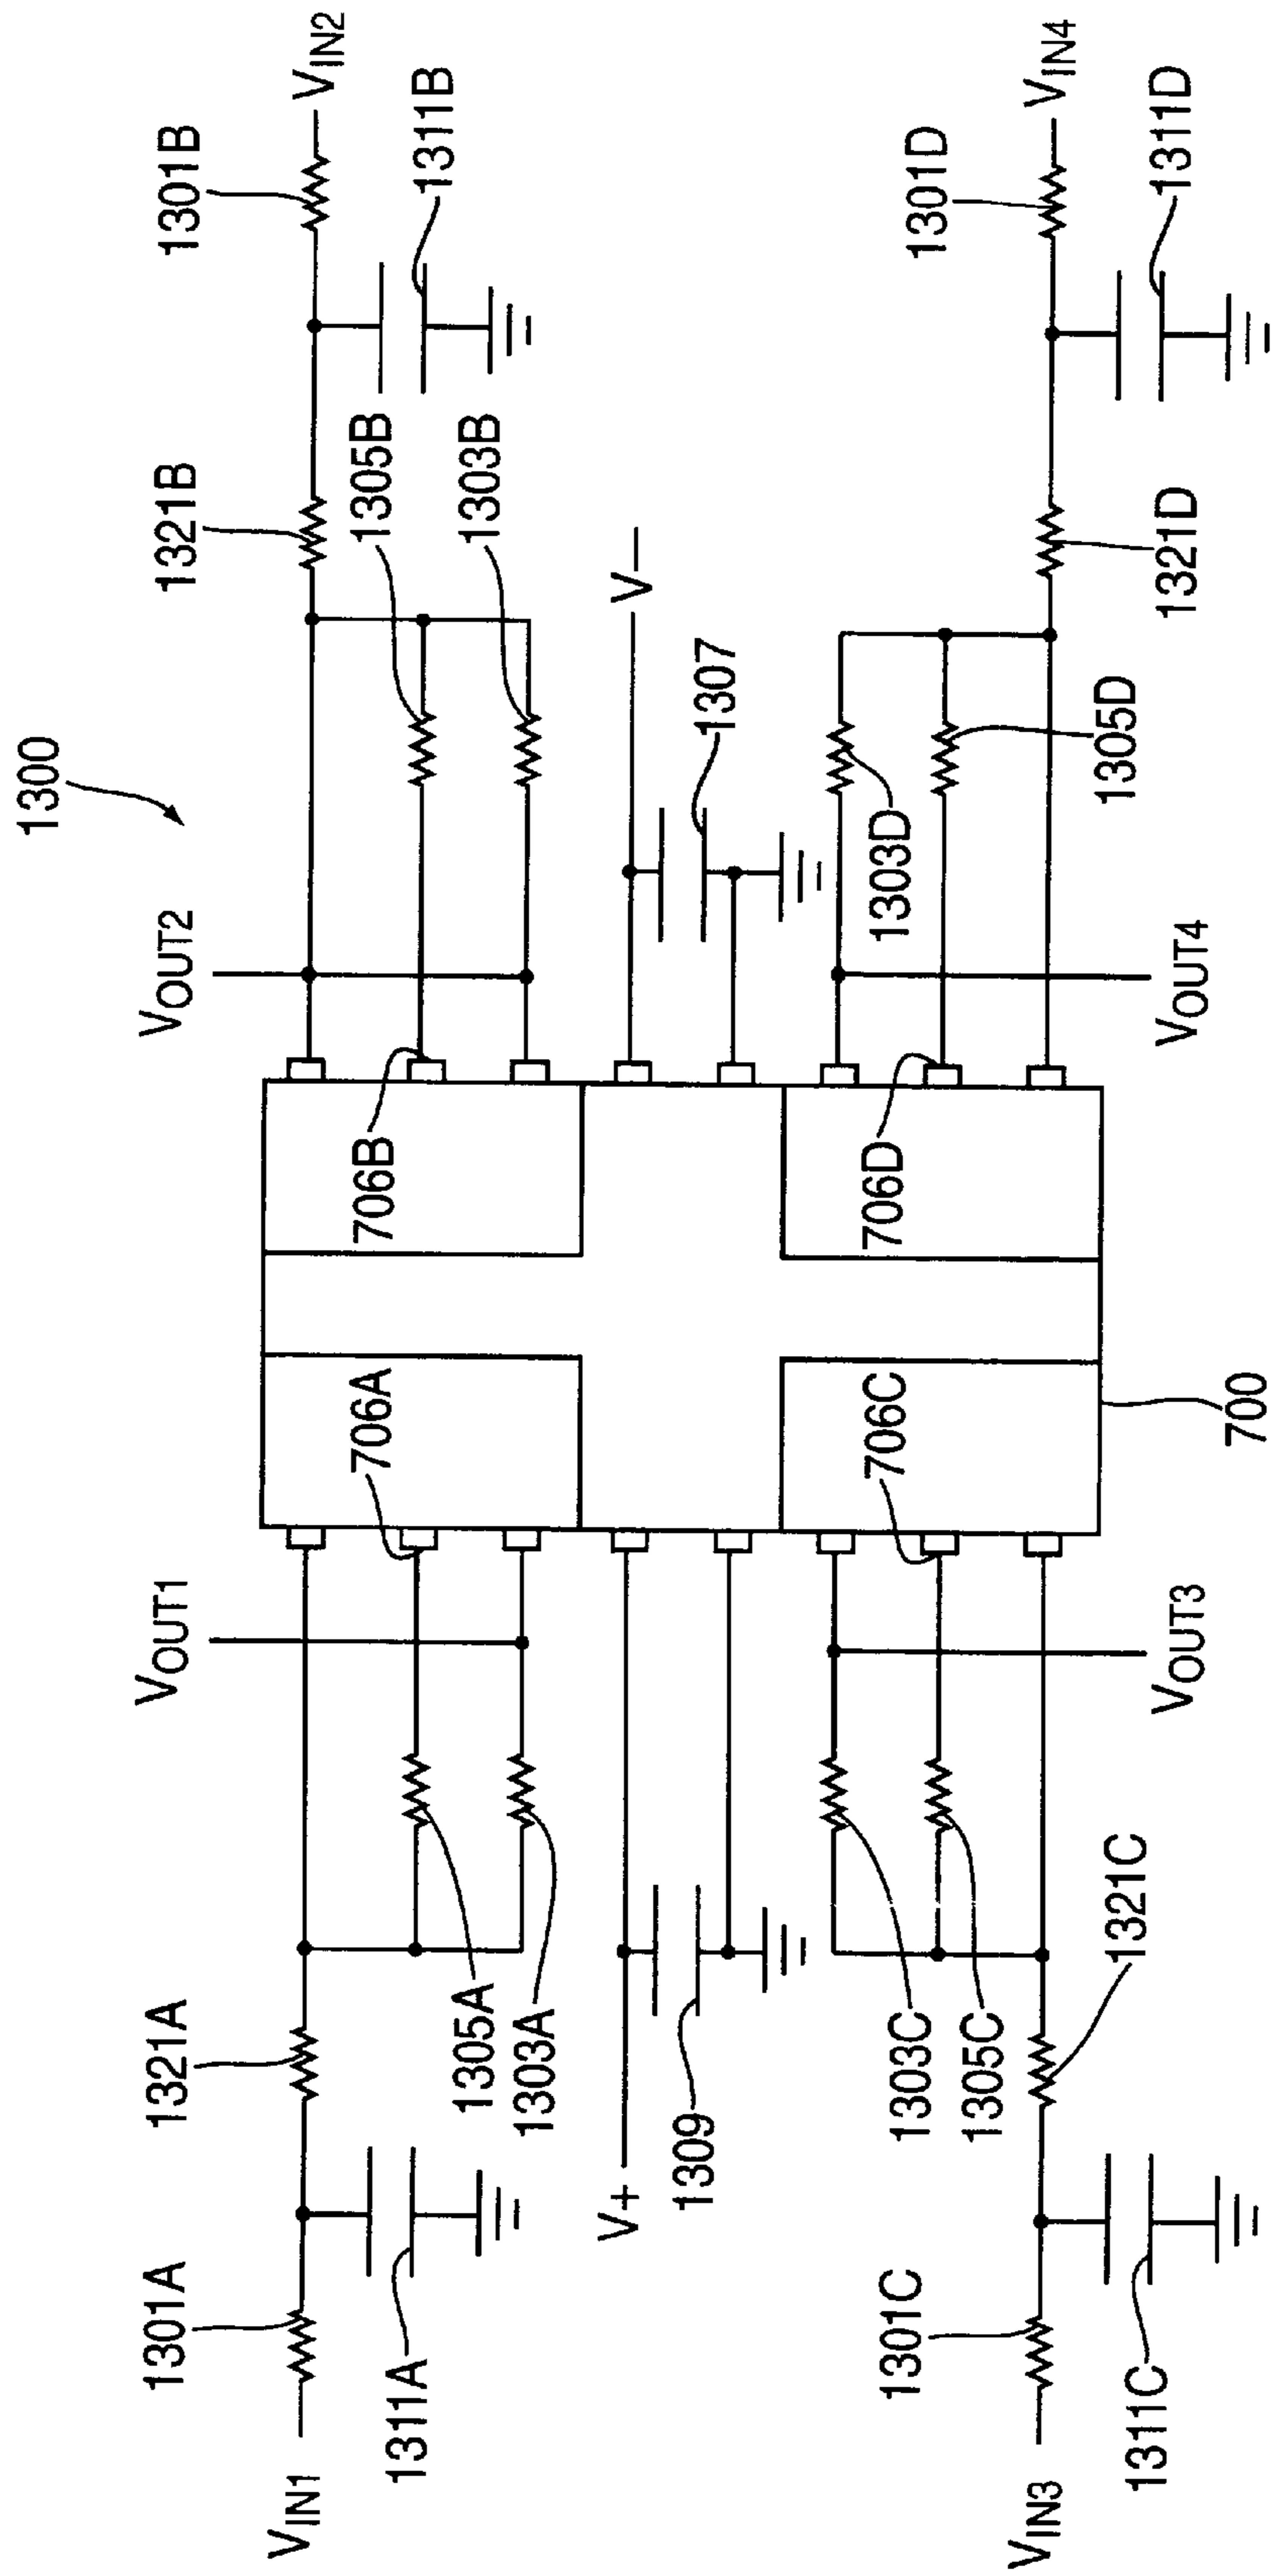 1300
VIN2
1301B
1311B
1321B
1305B
1303B
VOUT2
V–
1307
VIN4
1301D
1311D
1321D
1305D
1303D
VOUT4
706B
706D
706A
706C
700
VOUT1
VOUT3
1321A
1305A
1303A
1301A
1311A
VIN1
V+
1309
1303C
1305C
1321C
1301C
1311C
VIN3